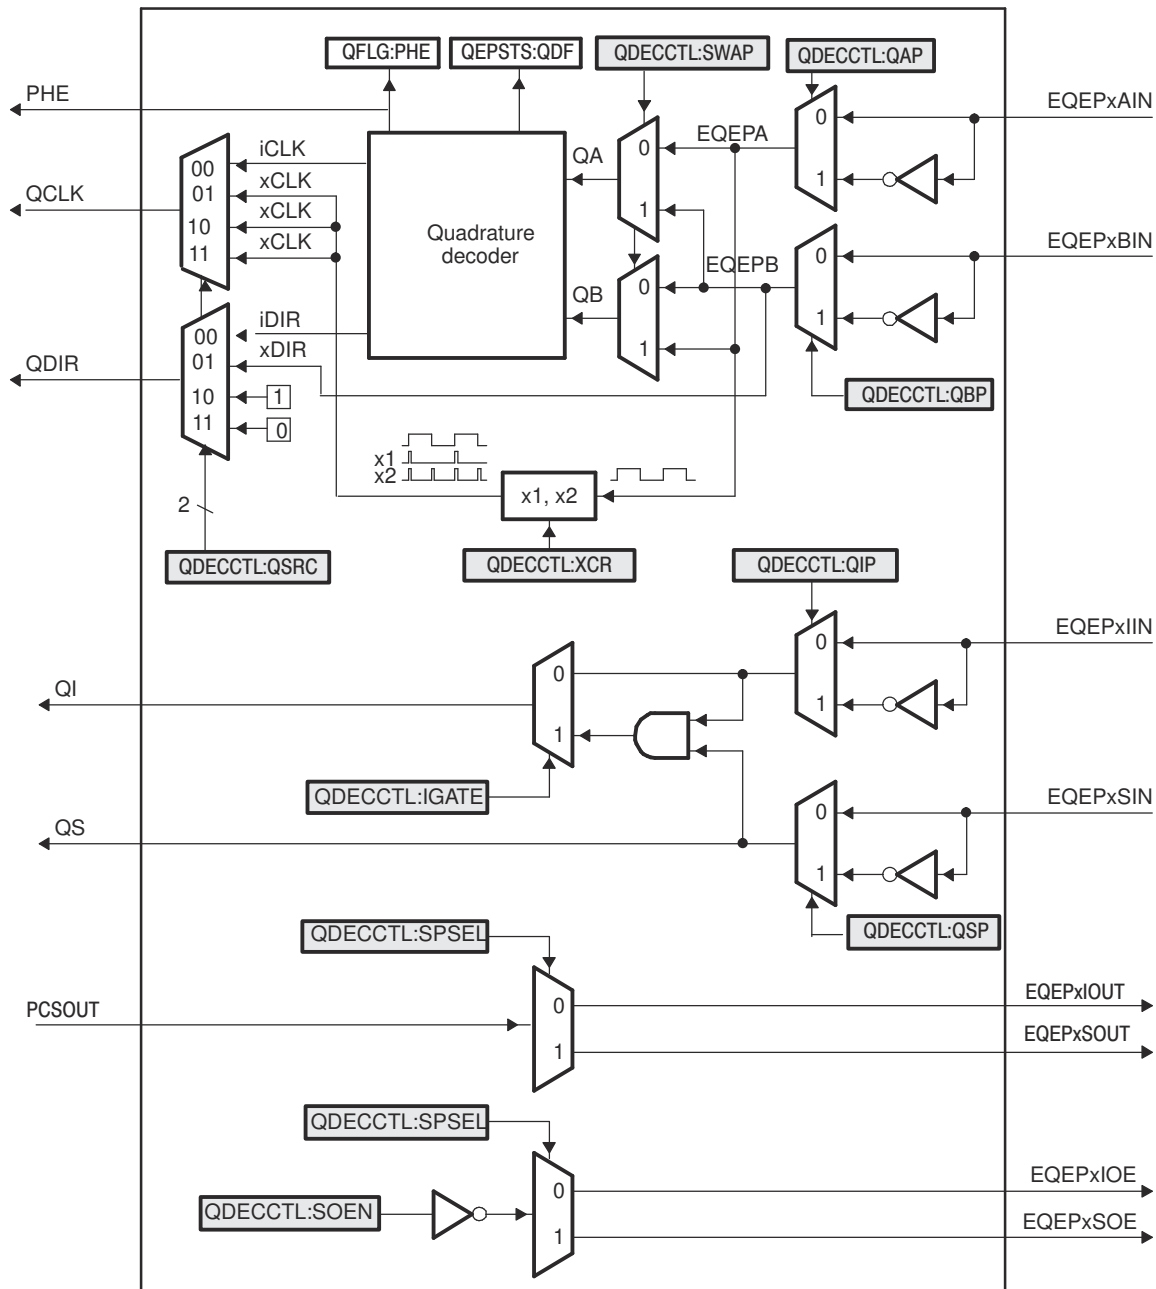 QFLG:PHE
QEPSTS:QDF
QDECCTL:SWAP
QDECCTL:QAP
PHE
EQEPxAIN
0
EQEPA
iCLK
QA
0
00
xCLK
1
01
QCLK
xCLK
1
10
EQEPxBIN
Quadrature
decoder
xCLK
11
0
EQEPB
QB
0
iDIR
00
1
xDIR
1
01
QDIR
10
1
QDECCTL:QBP
11
0
x1
x2
x1, x2
2
QDECCTL:QSRC
QDECCTL:XCR
QDECCTL:QIP
EQEPxIIN
0
0
QI
1
1
QDECCTL:IGATE
EQEPxSIN
0
QS
1
QDECCTL:SPSEL
QDECCTL:QSP
EQEPxIOUT
0
PCSOUT
EQEPxSOUT
1
QDECCTL:SPSEL
EQEPxIOE
0
QDECCTL:SOEN
EQEPxSOE
1